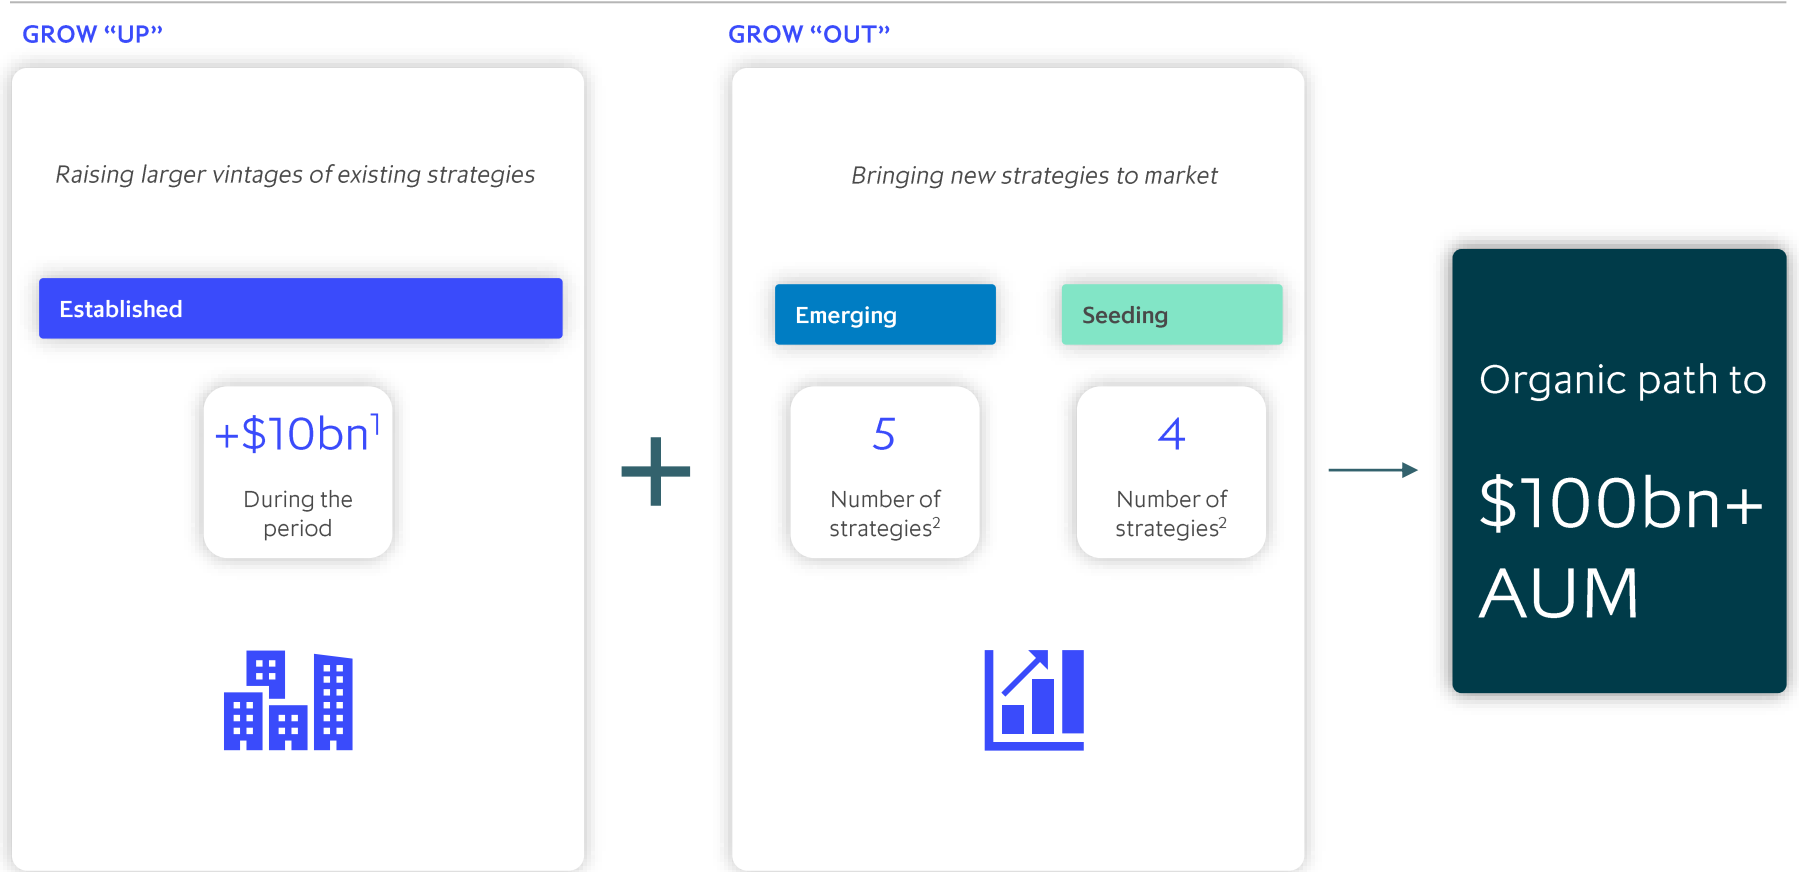 GROW “UP”
Raising larger vintages of existing strategies
Established
+$10bn¹
During the
period
+
GROW “OUT”
Bringing new strategies to market
Emerging
5
Number of
strategies²
Seeding
4
Number of
strategies²
Organic path to
$100bn+
AUM